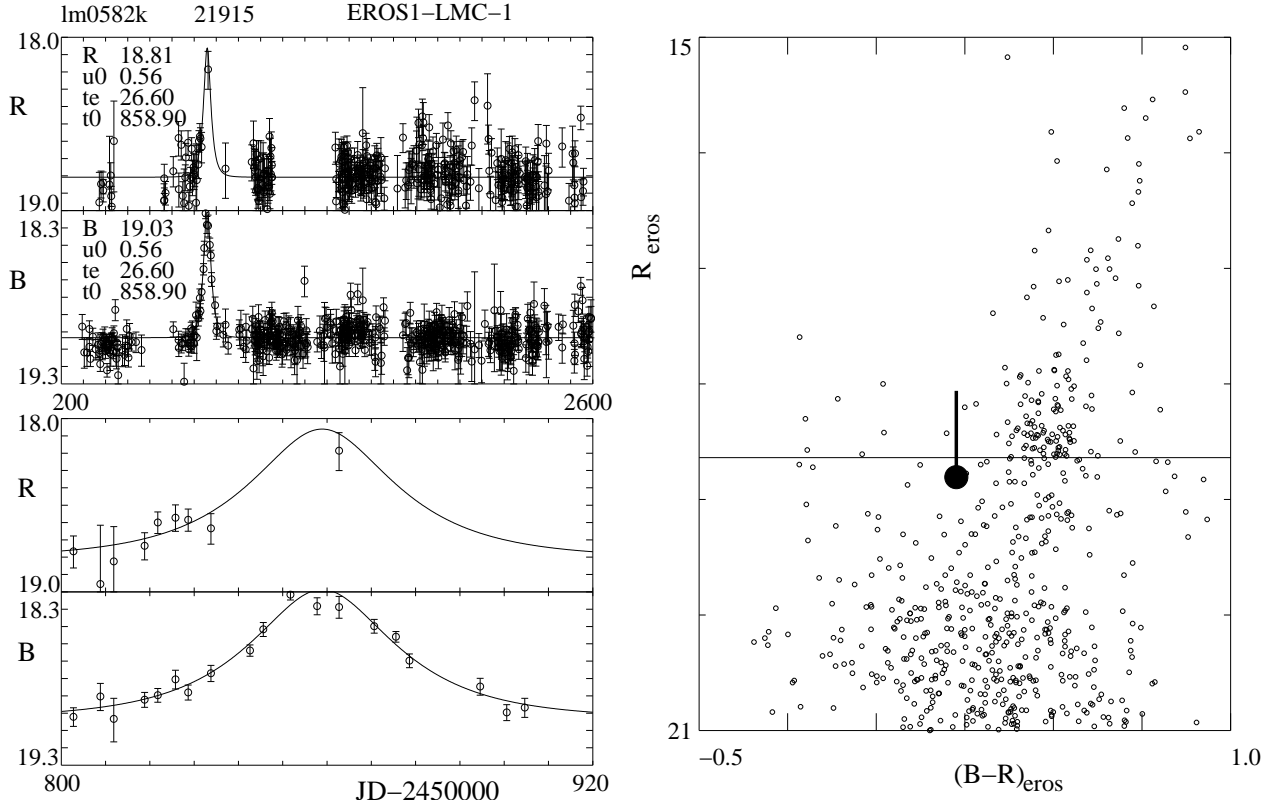 lm0582k 21915 EROS1−LMC−1
18.0
R 18.81
u0 0.56
te 26.60
t0 858.90
R
19.0
18.3
B 19.03
u0 0.56
te 26.60
t0 858.90
B
19.3
200 2600
18.0
R
19.0
18.3
B
19.3
800 JD−2450000 920
15
R eros
21
−0.5 (B−R)eros 1.0